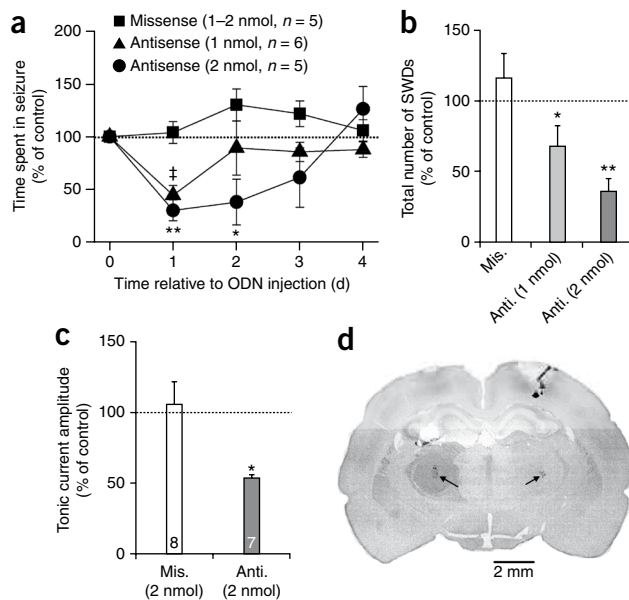 a
Missense (1–2 nmol, n = 5)
Antisense (1 nmol, n = 6)
Antisense (2 nmol, n = 5)
Time spent in seizure
(% of control)
200
150
100
50
0
‡
** *
0 1 2 3 4
Time relative to ODN injection (d)
b
Total number of SWDs
(% of control)
150
100
50
0
*
**
Mis.
Anti. (1 nmol)
Anti. (2 nmol)
c
Tonic current amplitude
(% of control)
150
100
50
0
*
8 7
Mis.
(2 nmol)
Anti.
(2 nmol)
d
2 mm